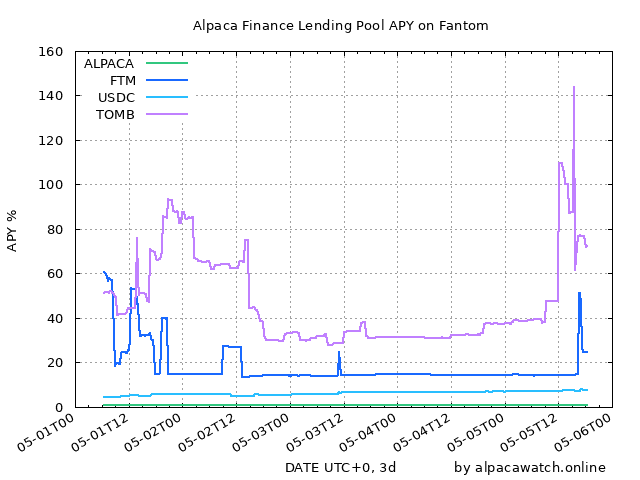 Alpaca Finance Lending Pool APY on Fantom
160
140
120
100
80
60
40
20
0
APY %
ALPACA
FTM
USDC
TOMB
05-01T00
05-01T12
05-02T00
05-02T12
05-03T00
05-03T12
05-04T00
05-04T12
05-05T00
05-05T12
05-06T00
DATE UTC+0, 3d
by alpacawatch.online